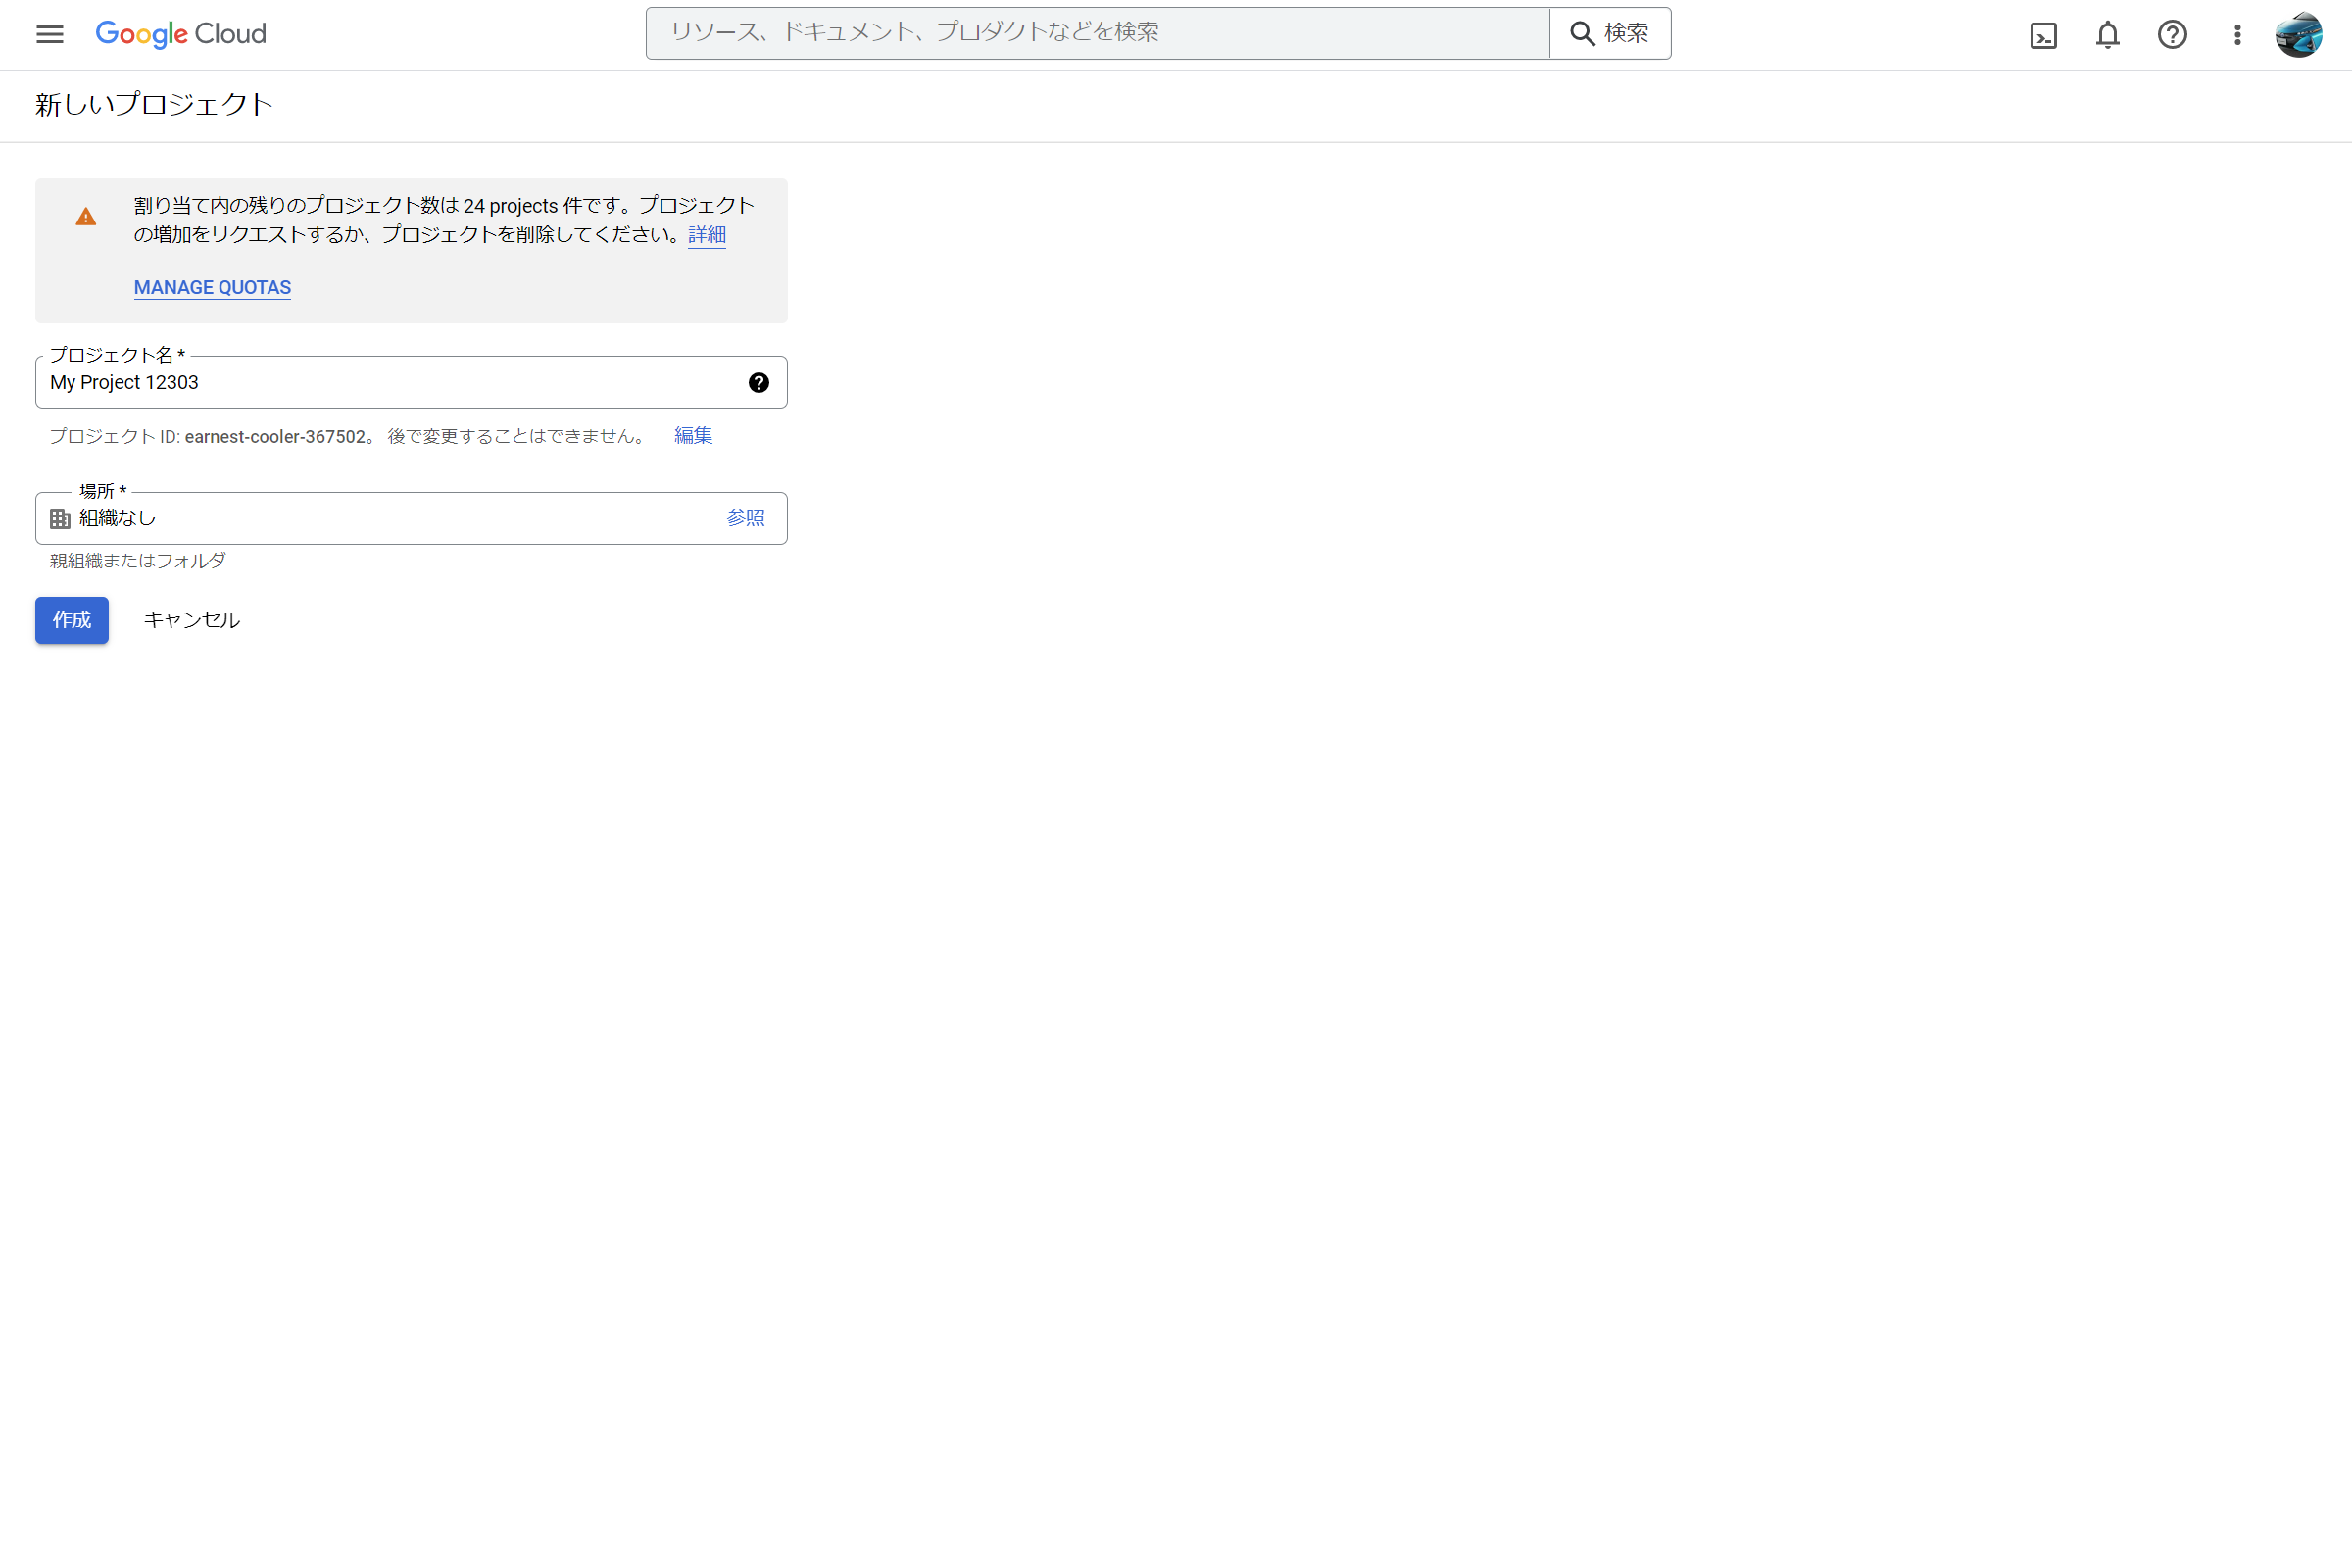 Google Cloud
リソース、ドキュメント、プロダクトなどを検索
検索
新しいプロジェクト
割り当て内の残りのプロジェクト数は 24 projects 件です。プロジェクト
の増加をリクエストするか、プロジェクトを削除してください。詳細
MANAGE QUOTAS
プロジェクト名 *
My Project 12303
プロジェクト ID: earnest-cooler-367502。 後で変更することはできません。 編集
場所 *
組織なし 参照
親組織またはフォルダ
作成 キャンセル